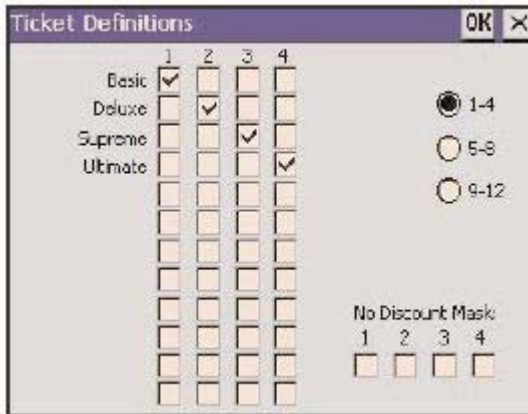 Ticket Definitions OK
1 2 3 4
Basic
Deluxe
Supreme
Ultimate
1-4
5-8
9-12
No Discount Mask:
1 2 3 4